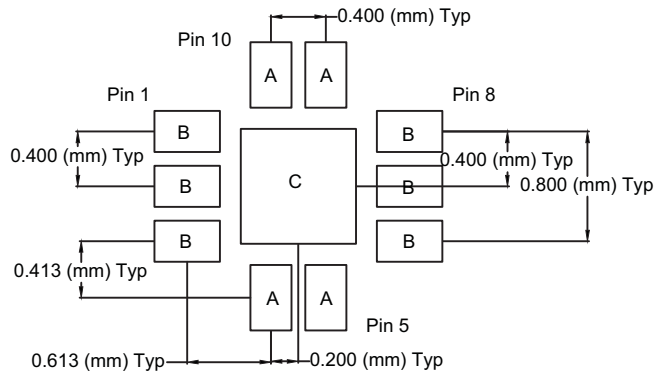 0.400 (mm) Typ
Pin 10
A A
Pin 1
Pin 8
B B
0.400 (mm) Typ
0.400 (mm) Typ
0.800 (mm) Typ
C
B B
B B
0.413 (mm) Typ
A A
Pin 5
0.613 (mm) Typ
0.200 (mm) Typ